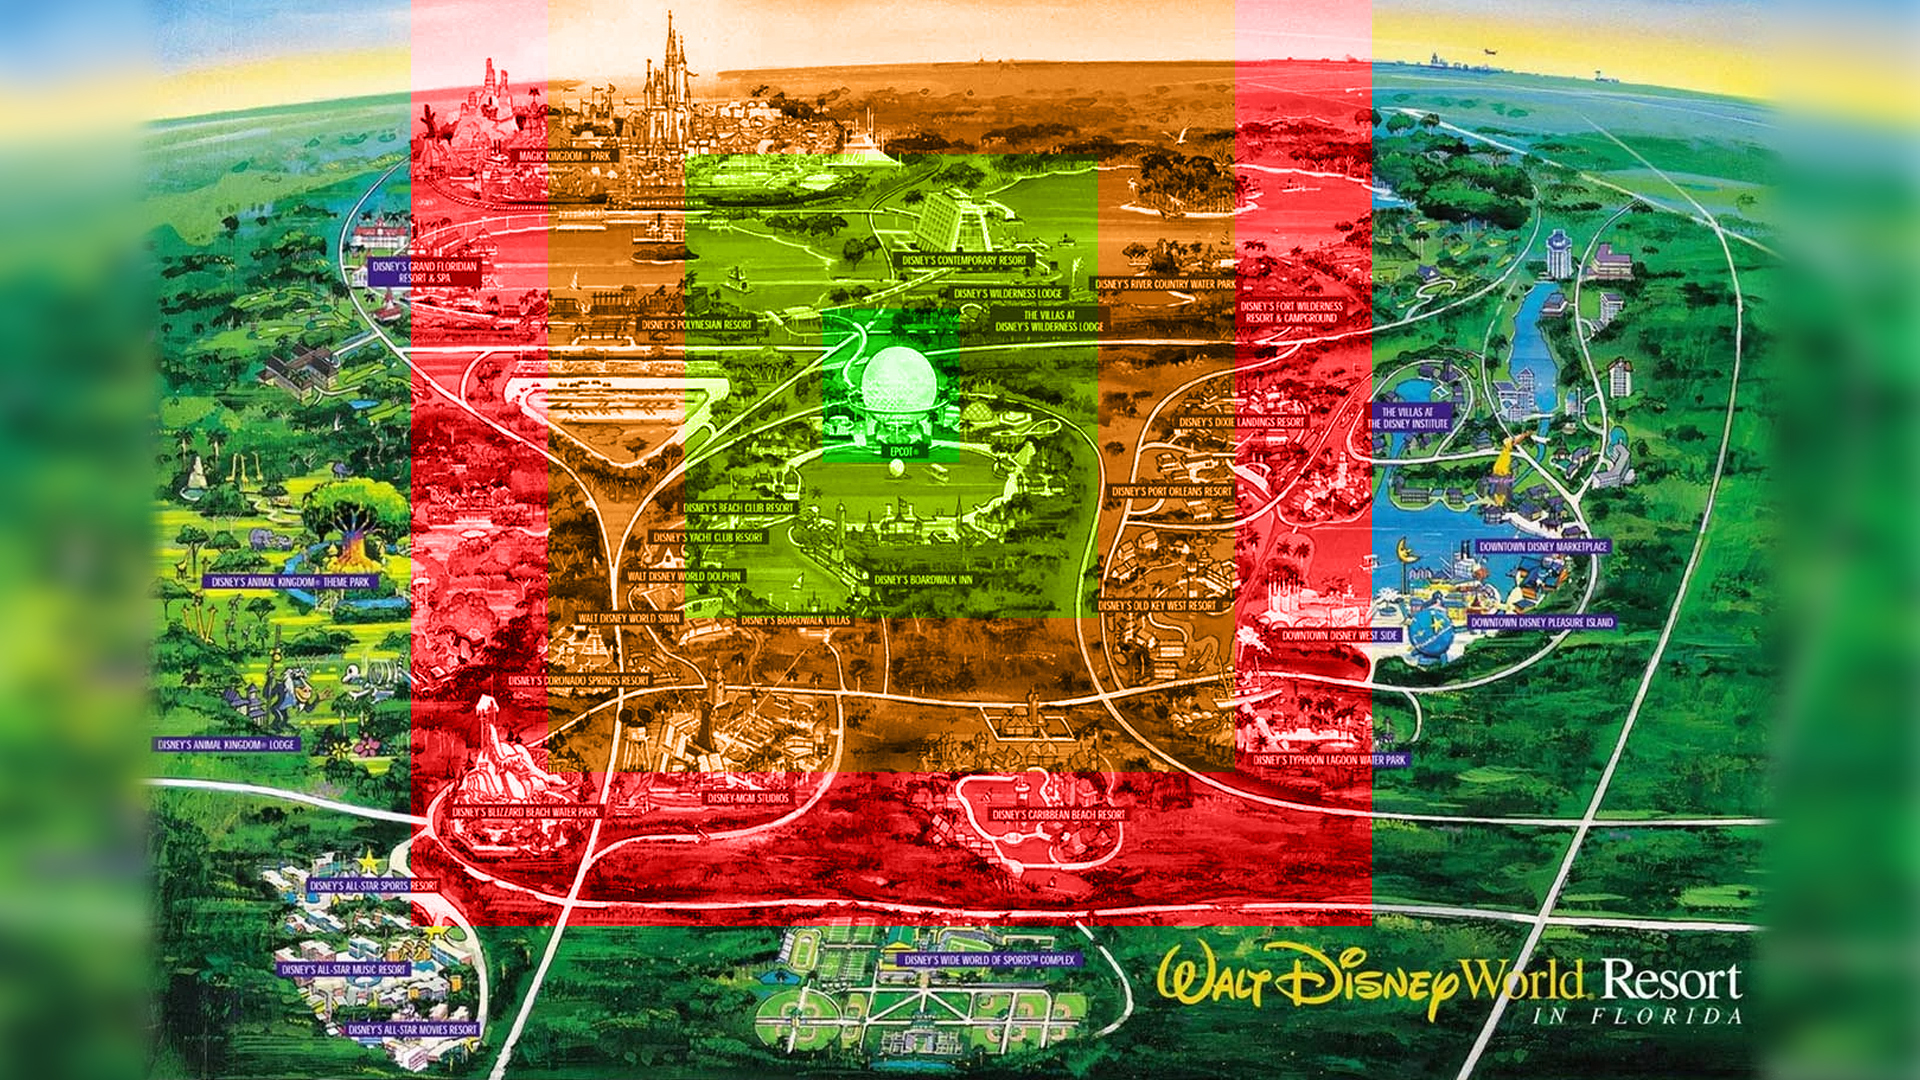 MAGIC KINGDOM® PARK
DISNEY'S GRAND FLORIDIAN
RESORT & SPA
DISNEY'S CONTEMPORARY RESORT
DISNEY'S WILDERNESS LODGE
DISNEY'S RIVER COUNTRY WATER PARK
THE VILLAS AT
DISNEY'S WILDERNESS LODGE
DISNEY'S FORT WILDERNESS
RESORT & CAMPGROUND
DISNEY'S POLYNESIAN RESORT
DISNEY'S DIXIE LANDINGS RESORT
THE VILLAS AT
THE DISNEY INSTITUTE
EPCOT®
DISNEY'S PORT ORLEANS RESORT
DISNEY'S BEACH CLUB RESORT
DISNEY'S YACHT CLUB RESORT
DOWNTOWN DISNEY MARKETPLACE
DISNEY'S ANIMAL KINGDOM® THEME PARK
WALT DISNEY WORLD DOLPHIN
DISNEY'S BOARDWALK INN
DISNEY'S OLD KEY WEST RESORT
WALT DISNEY WORLD SWAN
DISNEY'S BOARDWALK VILLAS
DOWNTOWN DISNEY PLEASURE ISLAND
DOWNTOWN DISNEY WEST SIDE
DISNEY'S CORONADO SPRINGS RESORT
DISNEY'S ANIMAL KINGDOM® LODGE
DISNEY'S TYPHOON LAGOON WATER PARK
DISNEY-MGM STUDIOS
DISNEY'S BLIZZARD BEACH WATER PARK
DISNEY'S CARIBBEAN BEACH RESORT
DISNEY'S ALL-STAR SPORTS RESORT
DISNEY'S ALL-STAR MUSIC RESORT
DISNEY'S WIDE WORLD OF SPORTS™ COMPLEX
DISNEY'S ALL-STAR MOVIES RESORT
WALT DISNEY World® Resort
IN FLORIDA